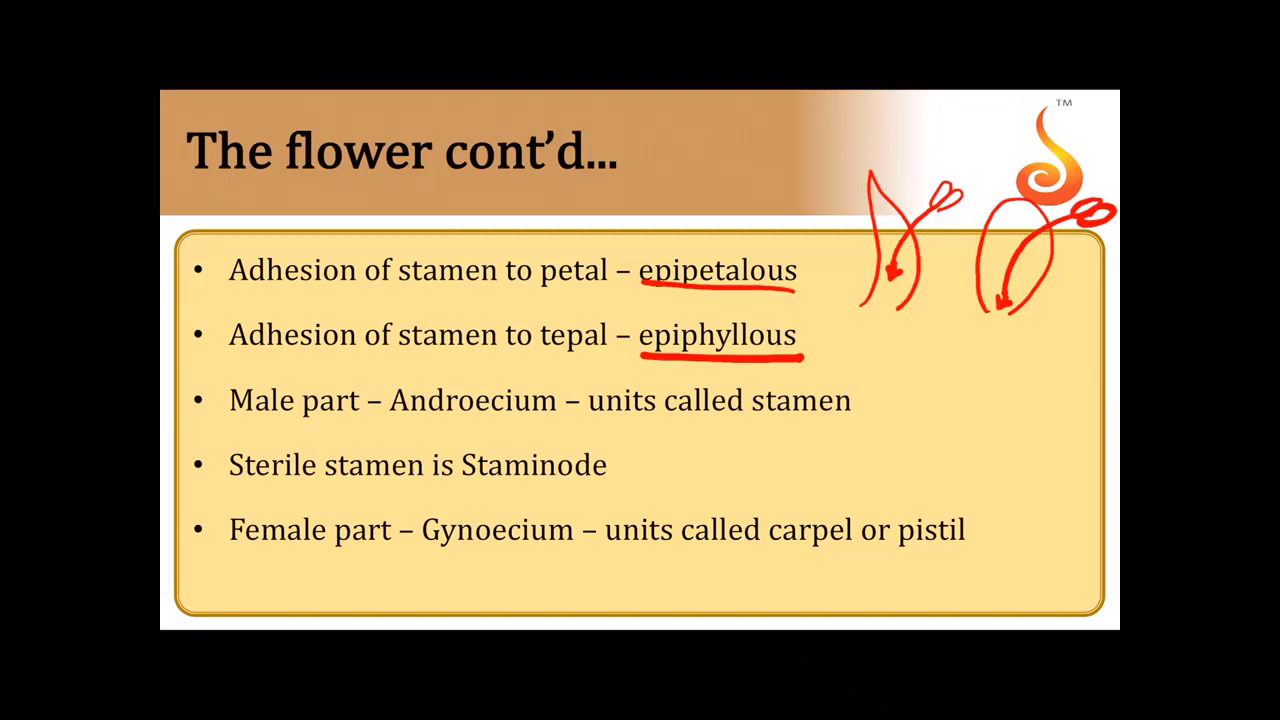 The flower cont’d...
TM
• Adhesion of stamen to petal – epipetalous
• Adhesion of stamen to tepal – epiphyllous
• Male part – Androecium – units called stamen
• Sterile stamen is Staminode
• Female part – Gynoecium – units called carpel or pistil